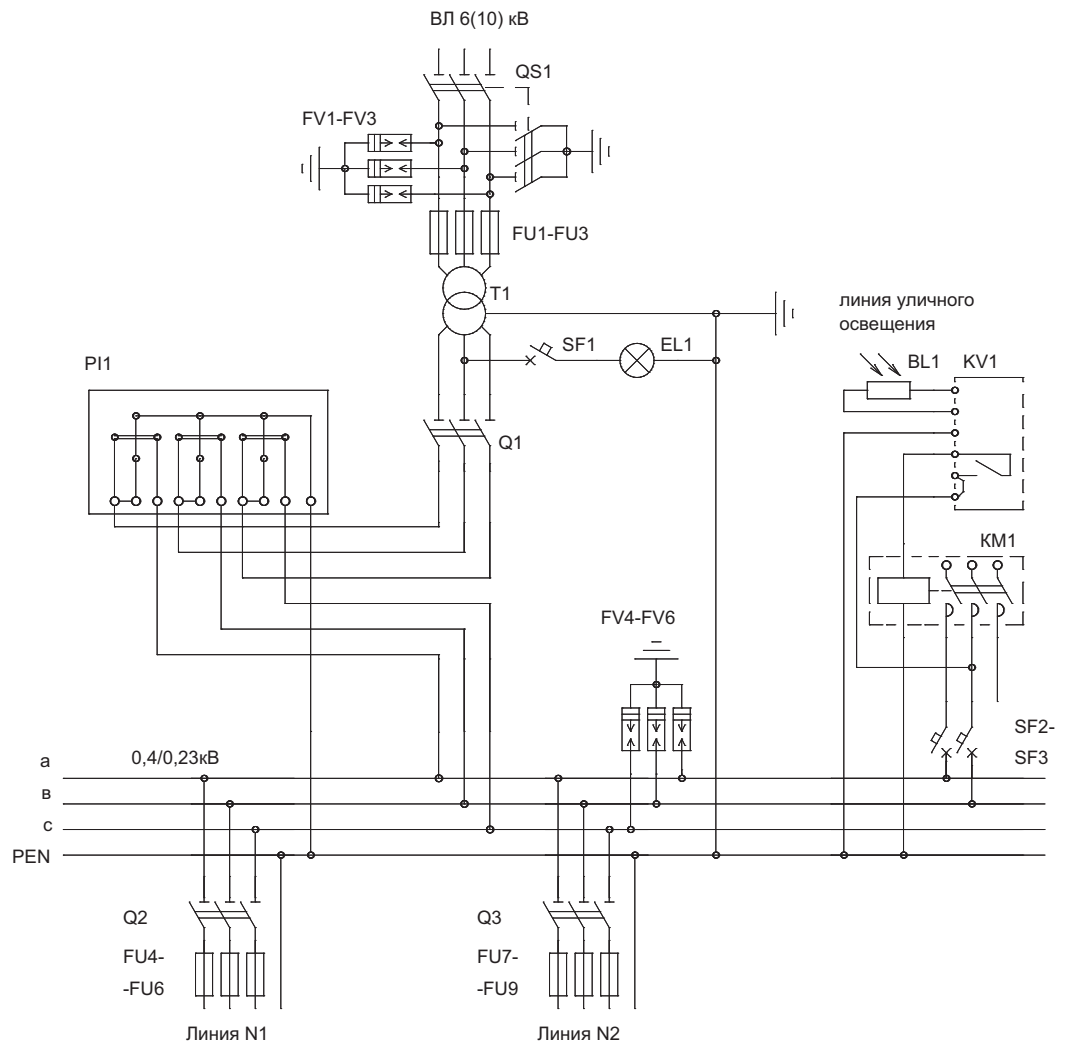 ВЛ 6(10) кВ
QS1
FV1-FV3
FU1-FU3
T1
линия уличного
освещения
SF1
EL1
BL1
KV1
PI1
Q1
KM1
FV4-FV6
SF2-
SF3
a
0,4/0,23кВ
в
c
PEN
Q2
Q3
FU4-
-FU6
FU7-
-FU9
Линия N1
Линия N2